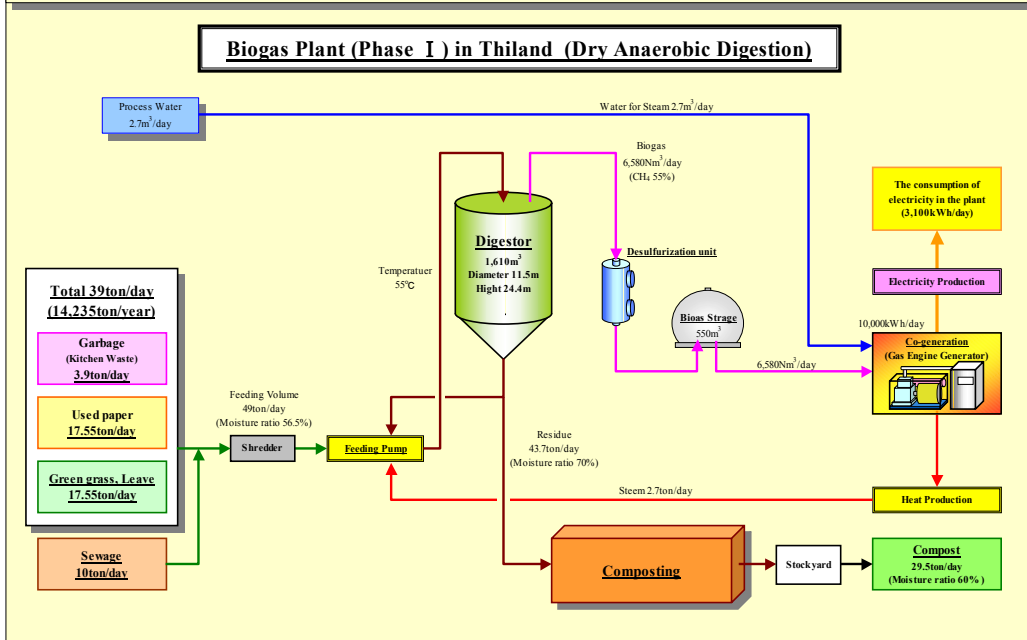 Biogas Plant (Phase Ⅰ) in Thiland (Dry Anaerobic Digestion)
Process Water
2.7m³/day
Water for Steam 2.7m³/day
Biogas
6,580Nm³/day
(CH₄ 55%)
The consumption of
electricity in the plant
(3,100kWh/day)
Digestor
1,610m³
Diameter 11.5m
Hight 24.4m
.
Temperatuer
55℃
Desulfurization unit
Electricity Production
Total 39ton/day
(14,235ton/year)
Bioas Strage
550m³
10,000kWh/day
Co-generation
(Gas Engine Generator)
6,580Nm³/day
Garbage
(Kitchen Waste)
3.9ton/day
Feeding Volume
49ton/day
(Moisture ratio 56.5%)
Used paper
17.55ton/day
Shredder
Feeding Pump
Residue
43.7ton/day
(Moisture ratio 70%)
Green grass, Leave
17.55ton/day
Steem 2.7ton/day
Heat Production
Sewage
10ton/day
Composting
Stockyard
Compost
29.5ton/day
(Moisture ratio 60% )